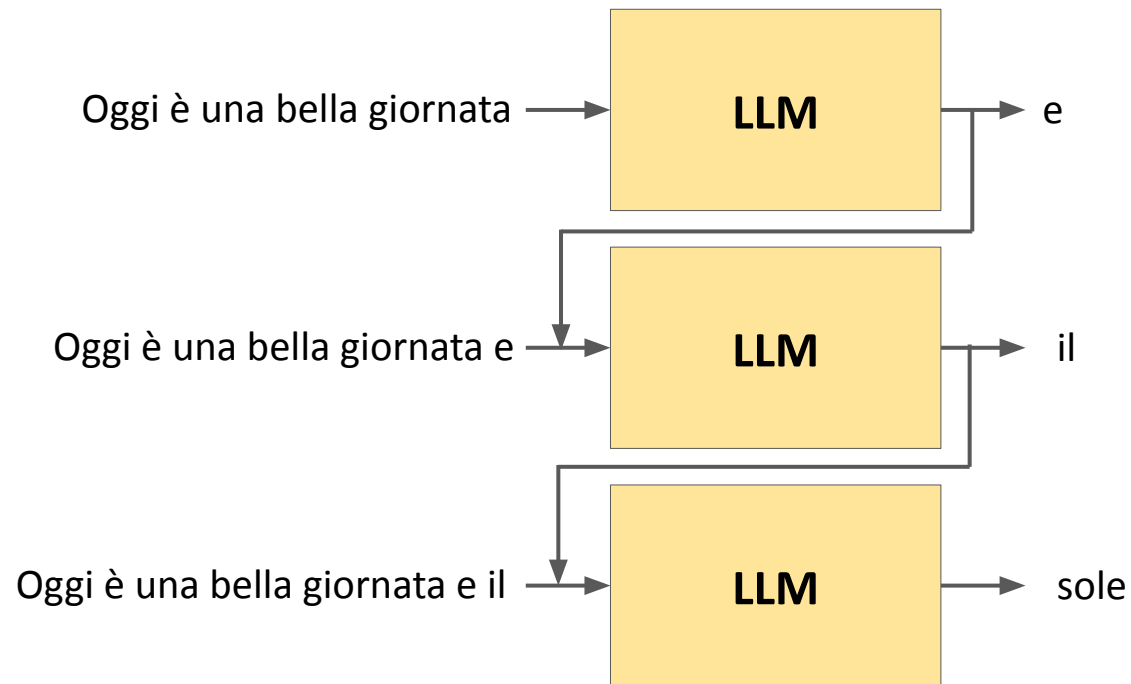 Oggi è una bella giornata
LLM
e
Oggi è una bella giornata e
LLM
il
Oggi è una bella giornata e il
LLM
sole